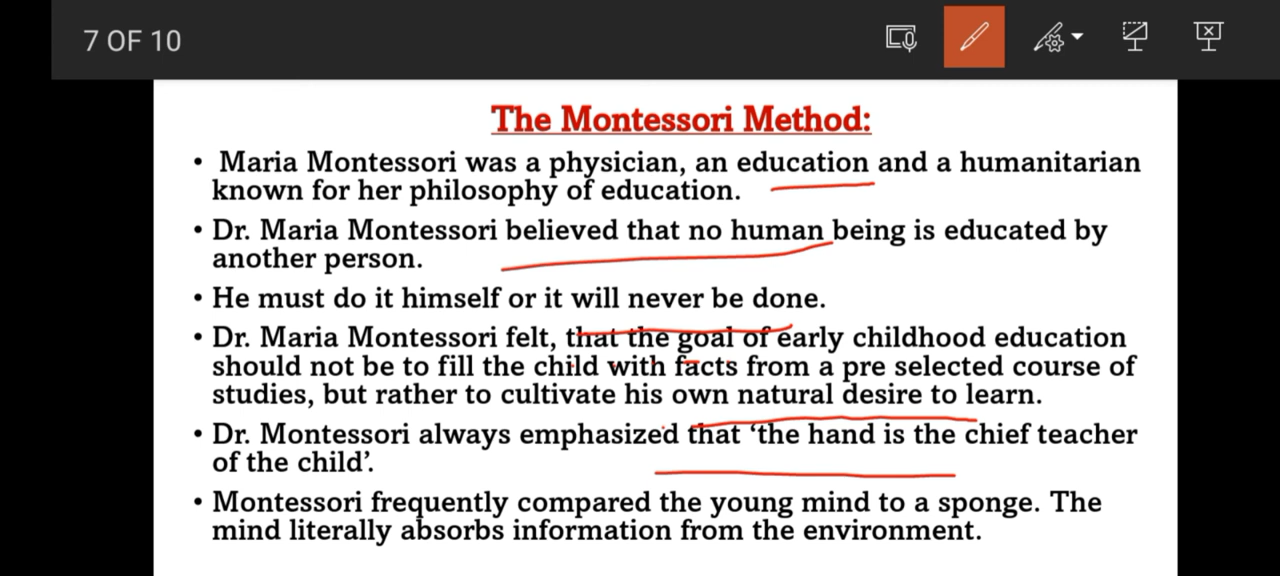 7 OF 10
The Montessori Method:
• Maria Montessori was a physician, an education and a humanitarian
known for her philosophy of education.
• Dr. Maria Montessori believed that no human being is educated by
another person.
• He must do it himself or it will never be done.
• Dr. Maria Montessori felt, that the goal of early childhood education
should not be to fill the child with facts from a pre selected course of
studies, but rather to cultivate his own natural desire to learn.
• Dr. Montessori always emphasized that ‘the hand is the chief teacher
of the child’.
• Montessori frequently compared the young mind to a sponge. The
mind literally absorbs information from the environment.